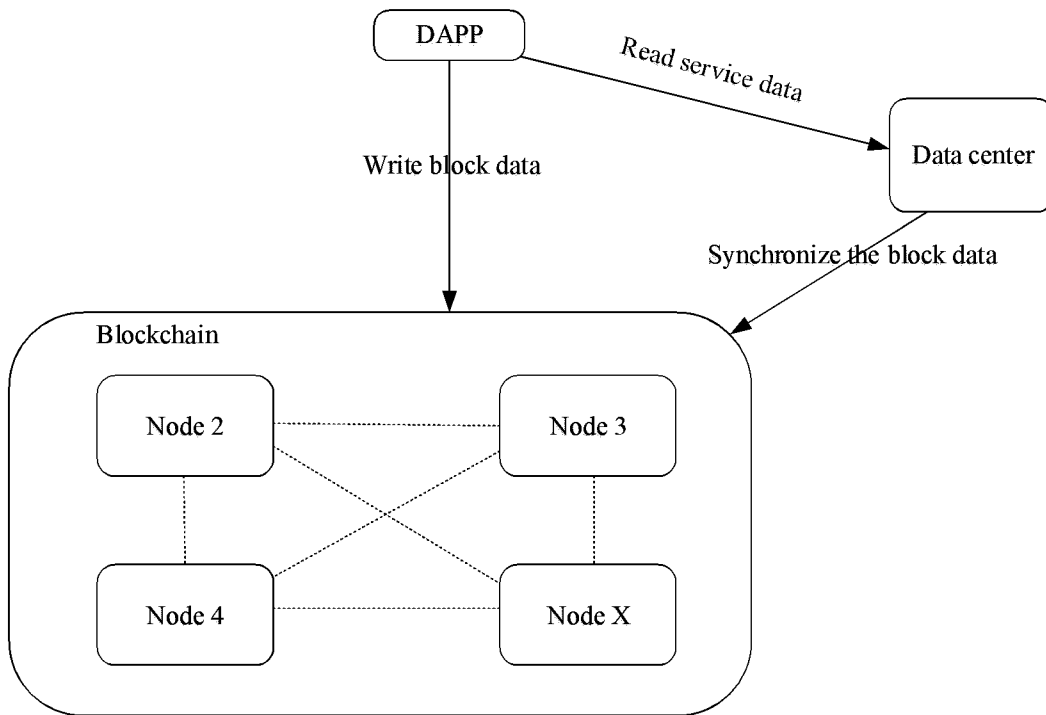 DAPP
Read service data
Data center
Write block data
Synchronize the block data
Blockchain
Node 2
Node 3
Node 4
Node X